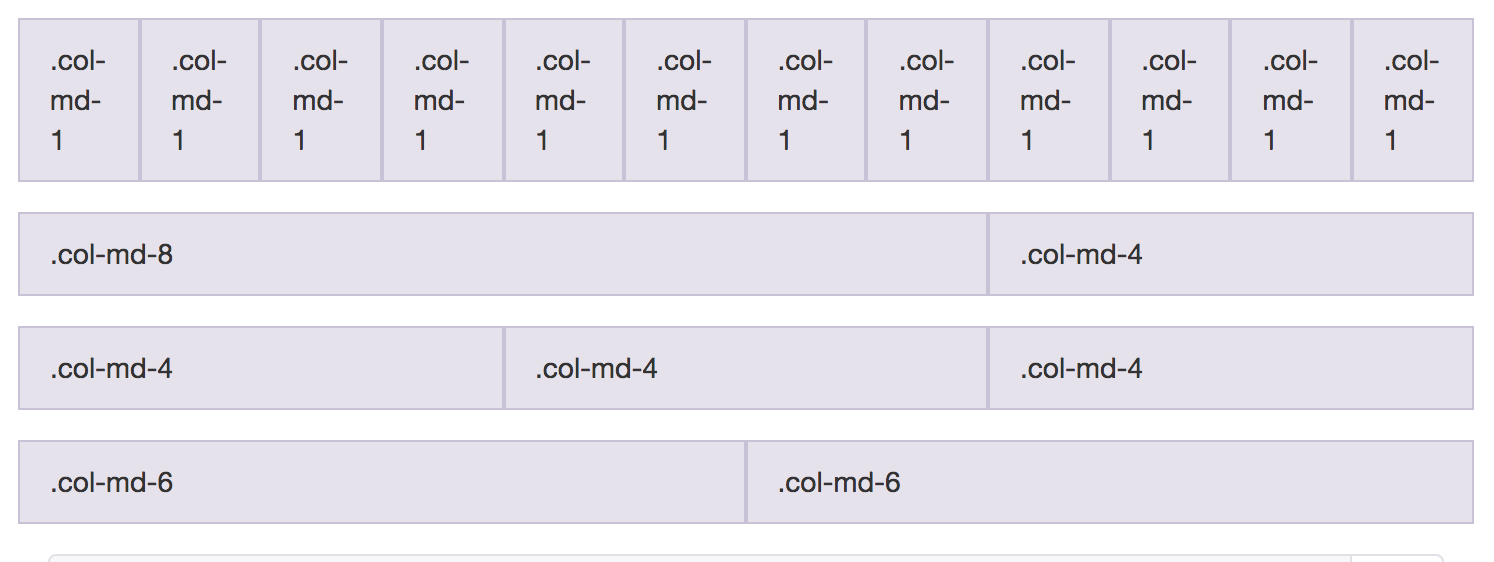 .col- .col- .col- .col- .col- .col- .col- .col- .col- .col- .col- .col-
md- md- md- md- md- md- md- md- md- md- md- md-
1 1 1 1 1 1 1 1 1 1 1 1
.col-md-8 .col-md-4
.col-md-4 .col-md-4 .col-md-4
.col-md-6 .col-md-6